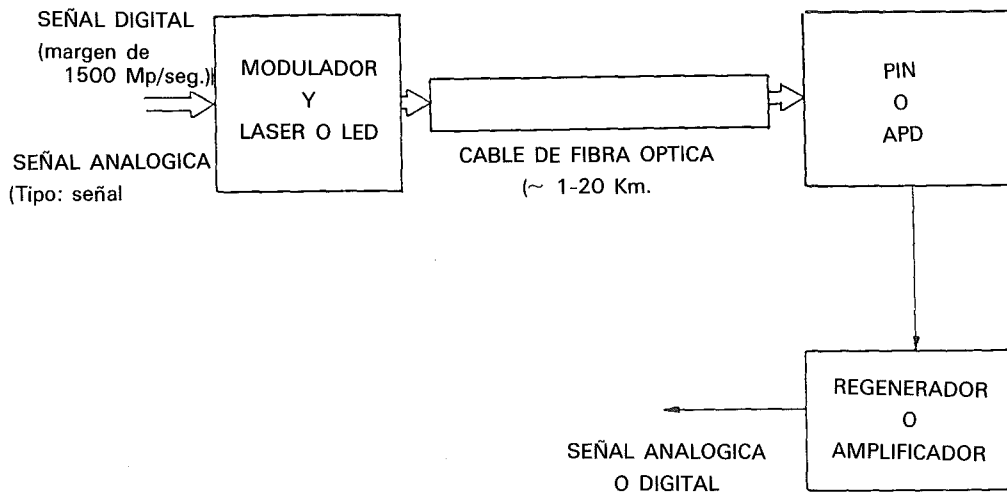 SEÑAL DIGITAL
(margen de
1500 Mp/seg.)
SEÑAL ANALOGICA
(Tipo: señal
MODULADOR
Y
LASER O LED
CABLE DE FIBRA OPTICA
(~ 1-20 Km.
PIN
O
APD
REGENERADOR
O
AMPLIFICADOR
SEÑAL ANALOGICA
O DIGITAL